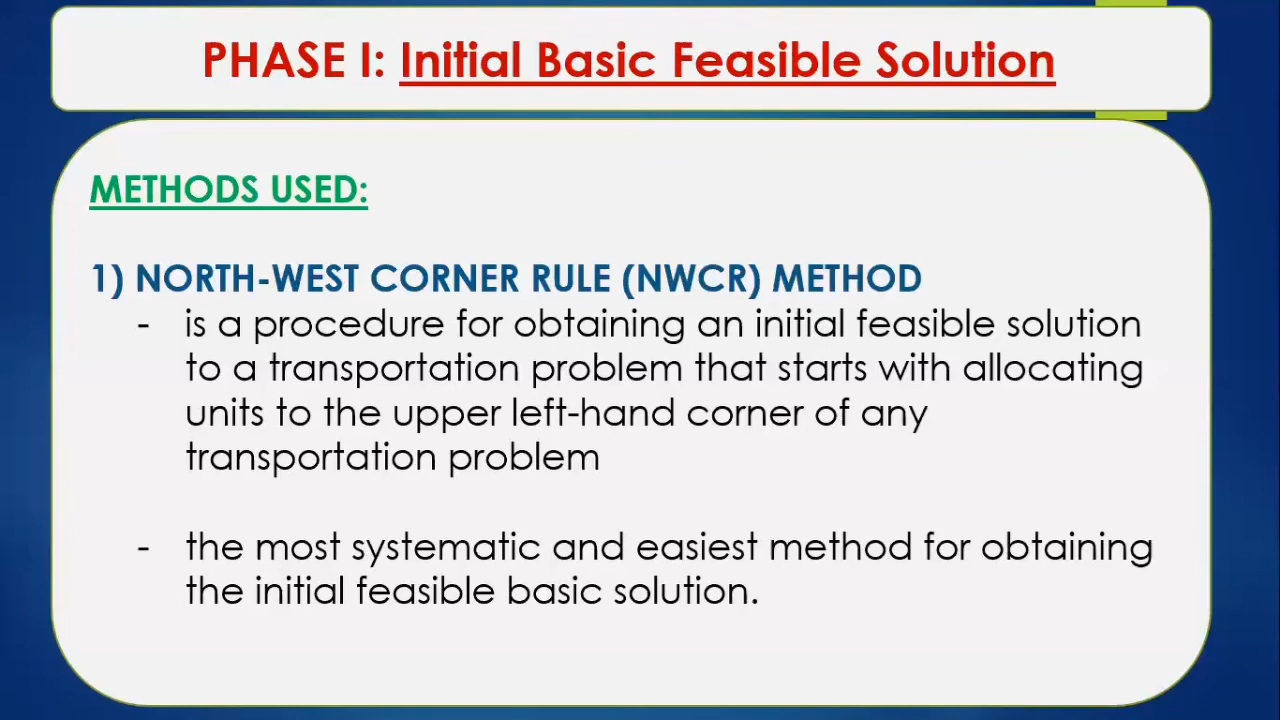 PHASE I: Initial Basic Feasible Solution
METHODS USED:
1) NORTH-WEST CORNER RULE (NWCR) METHOD
- is a procedure for obtaining an initial feasible solution
to a transportation problem that starts with allocating
units to the upper left-hand corner of any
transportation problem
- the most systematic and easiest method for obtaining
the initial feasible basic solution.